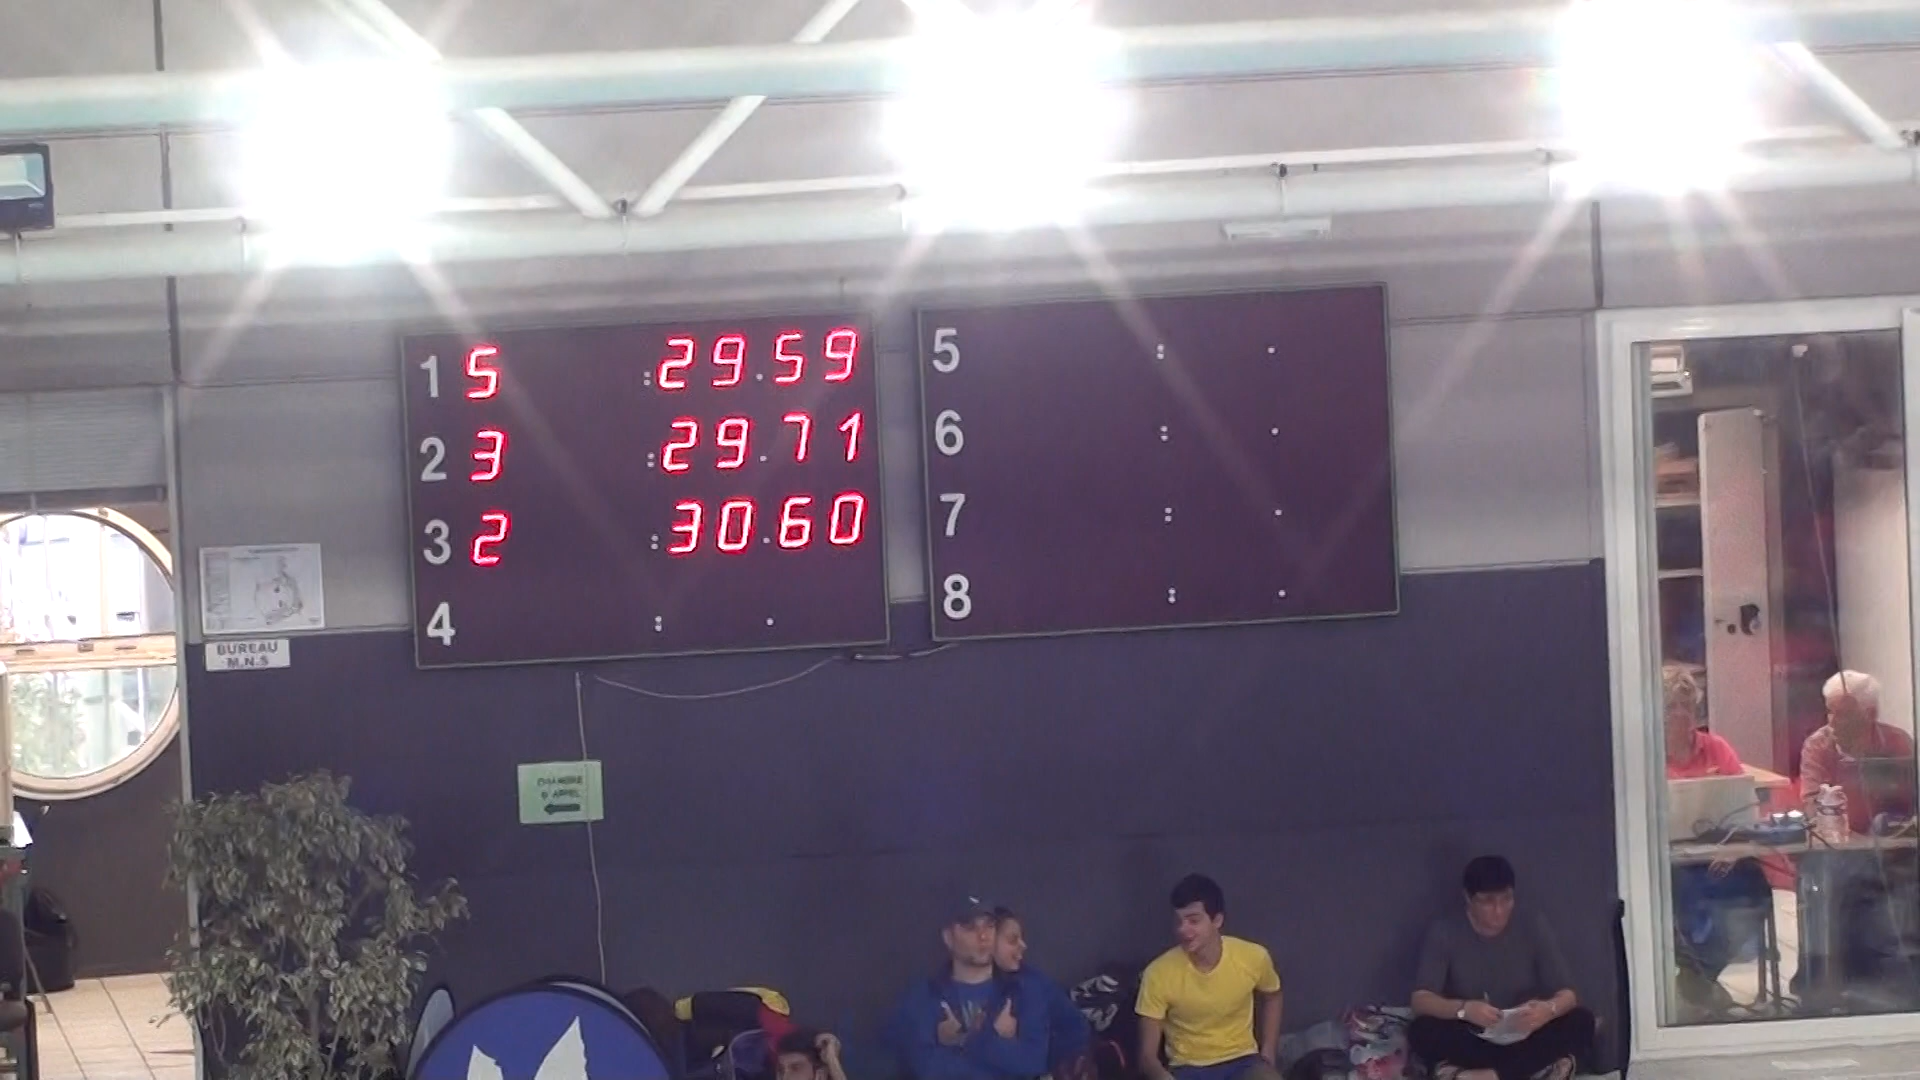 1 5 :29.59
2 3 :29.71
3 2 :30.60
4 : .
5 : .
6 : .
7 : .
8 : .
BUREAU
M.N.S
CHAMBRE
D'APPEL